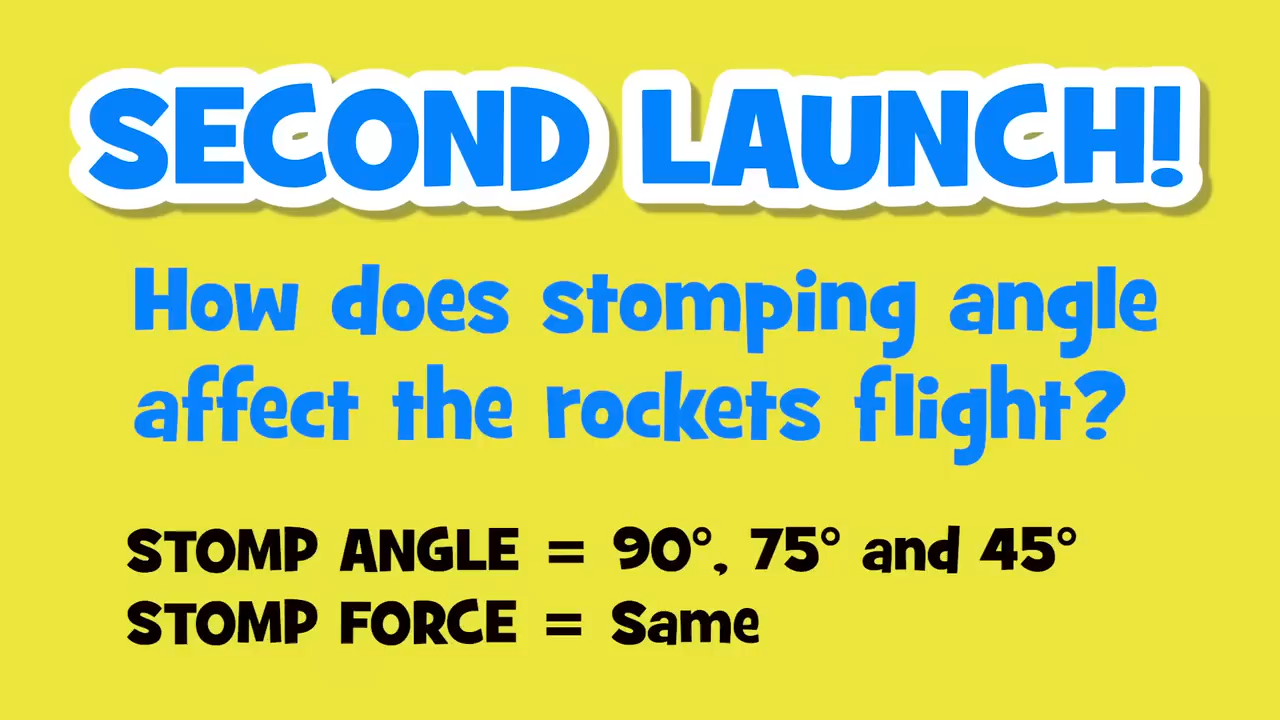 SECOND LAUNCH!
How does stomping angle
affect the rockets flight?
STOMP ANGLE = 90°, 75° and 45°
STOMP FORCE = Same